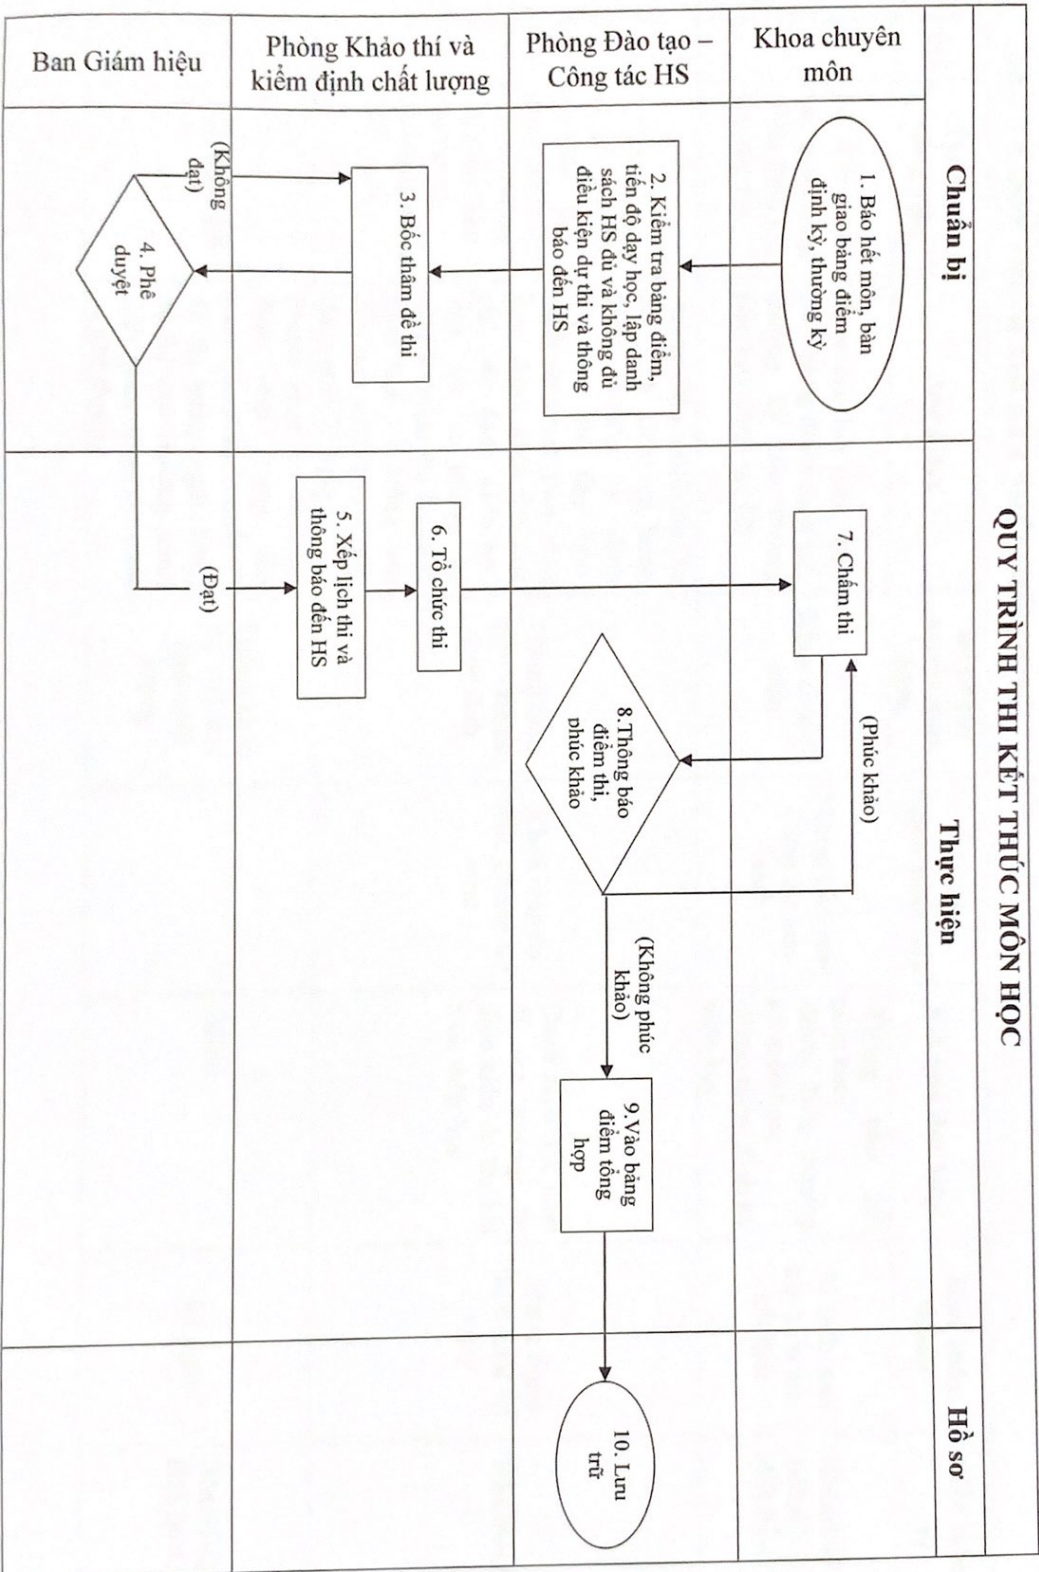 QUY TRÌNH THI KẾT THÚC MÔN HỌC
Chuẩn bị
Thực hiện
Hồ sơ
Khoa chuyên
môn
1. Báo hết môn, bàn
giao bảng điểm
định kỳ, thường kỳ
7. Chấm thi
(Phúc khảo)
Phòng Đào tạo –
Công tác HS
2. Kiểm tra bảng điểm,
tiến độ dạy học, lập danh
sách HS đủ và không đủ
điều kiện dự thi và thông
báo đến HS
8.Thông báo
điểm thi,
phúc khảo
(Không phúc
khảo)
9.Vào bảng
điểm tổng
hợp
10. Lưu
trữ
Phòng Khảo thí và
kiểm định chất lượng
3. Bốc thăm đề thi
6. Tổ chức thi
5. Xếp lịch thi và
thông báo đến HS
Ban Giám hiệu
(Không
đạt)
4. Phê
duyệt
(Đạt)